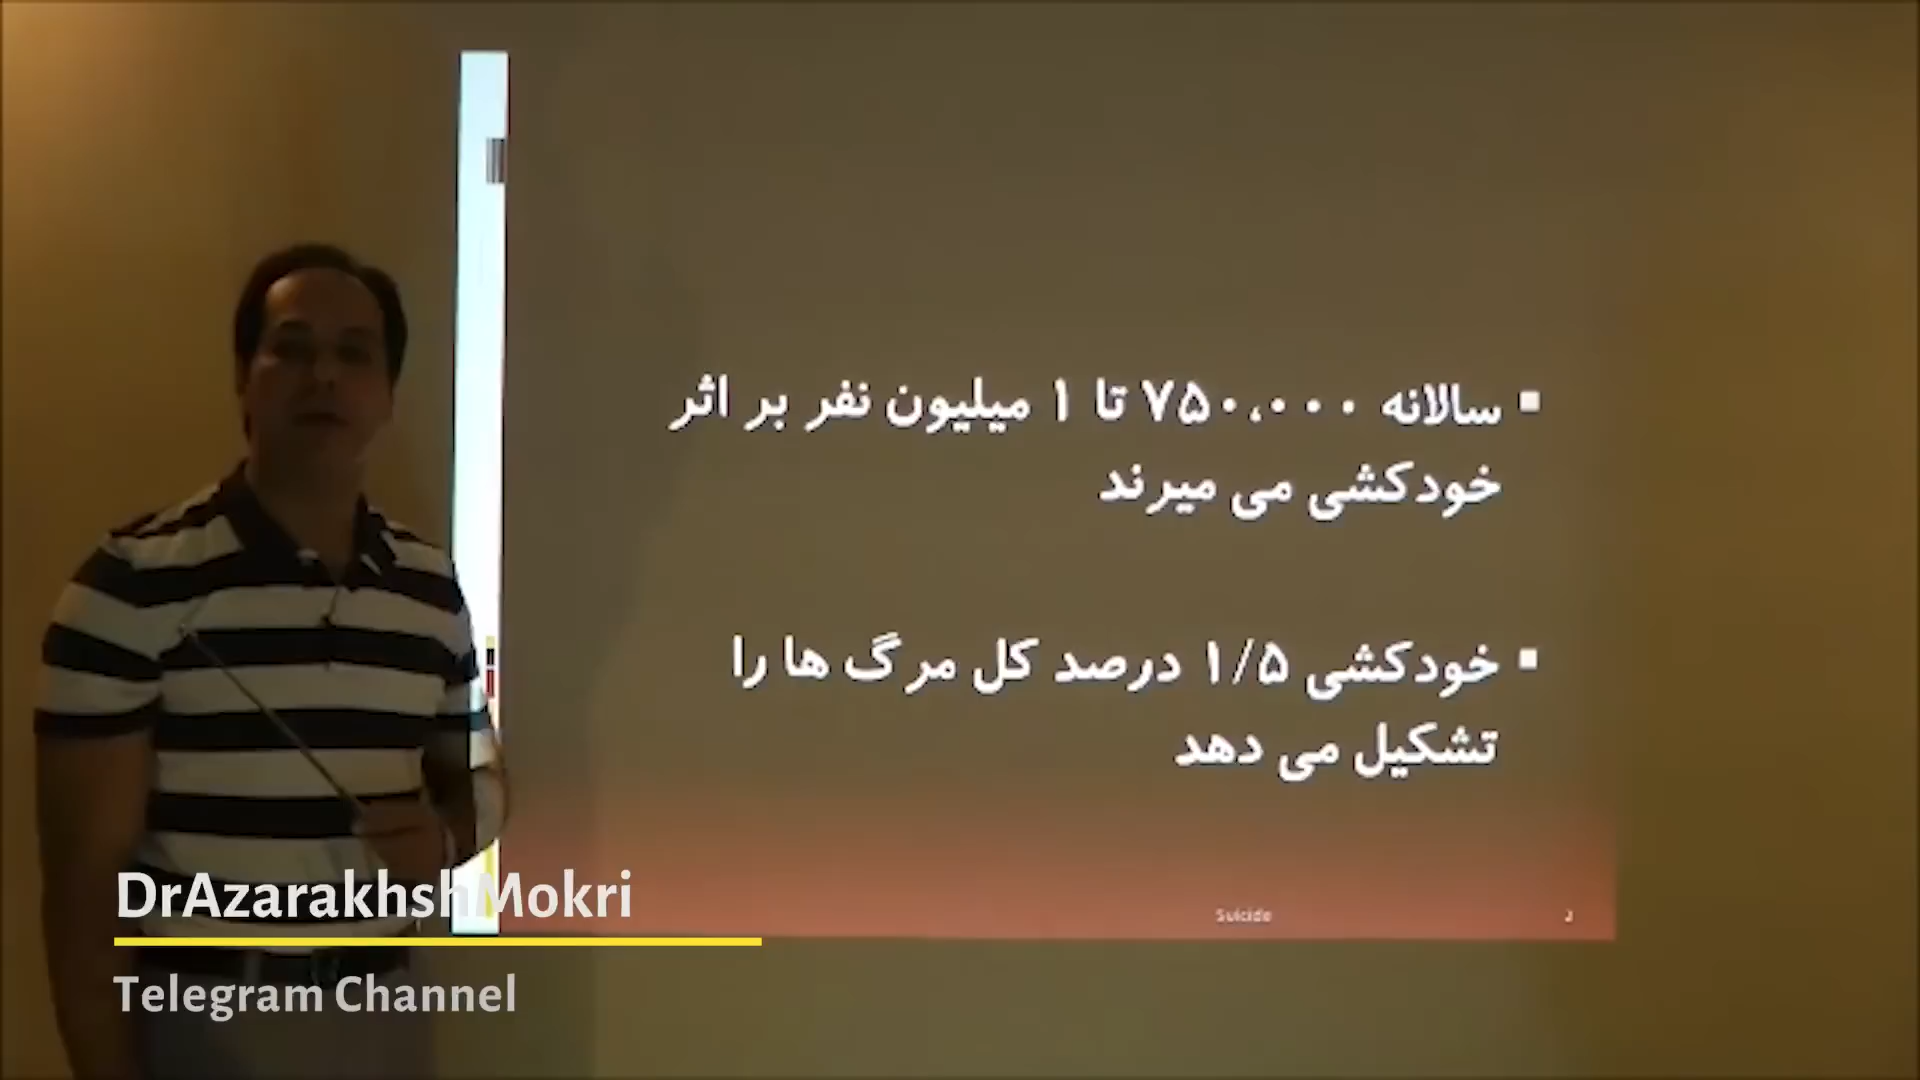 سالانه ۷۵۰،۰۰۰ تا ۱ میلیون نفر بر اثر
خودکشی می میرند
خودکشی ۱/۵ درصد کل مرگ ها را
تشکیل می دهد
Suicide 2
DrAzarakhshMokri
Telegram Channel